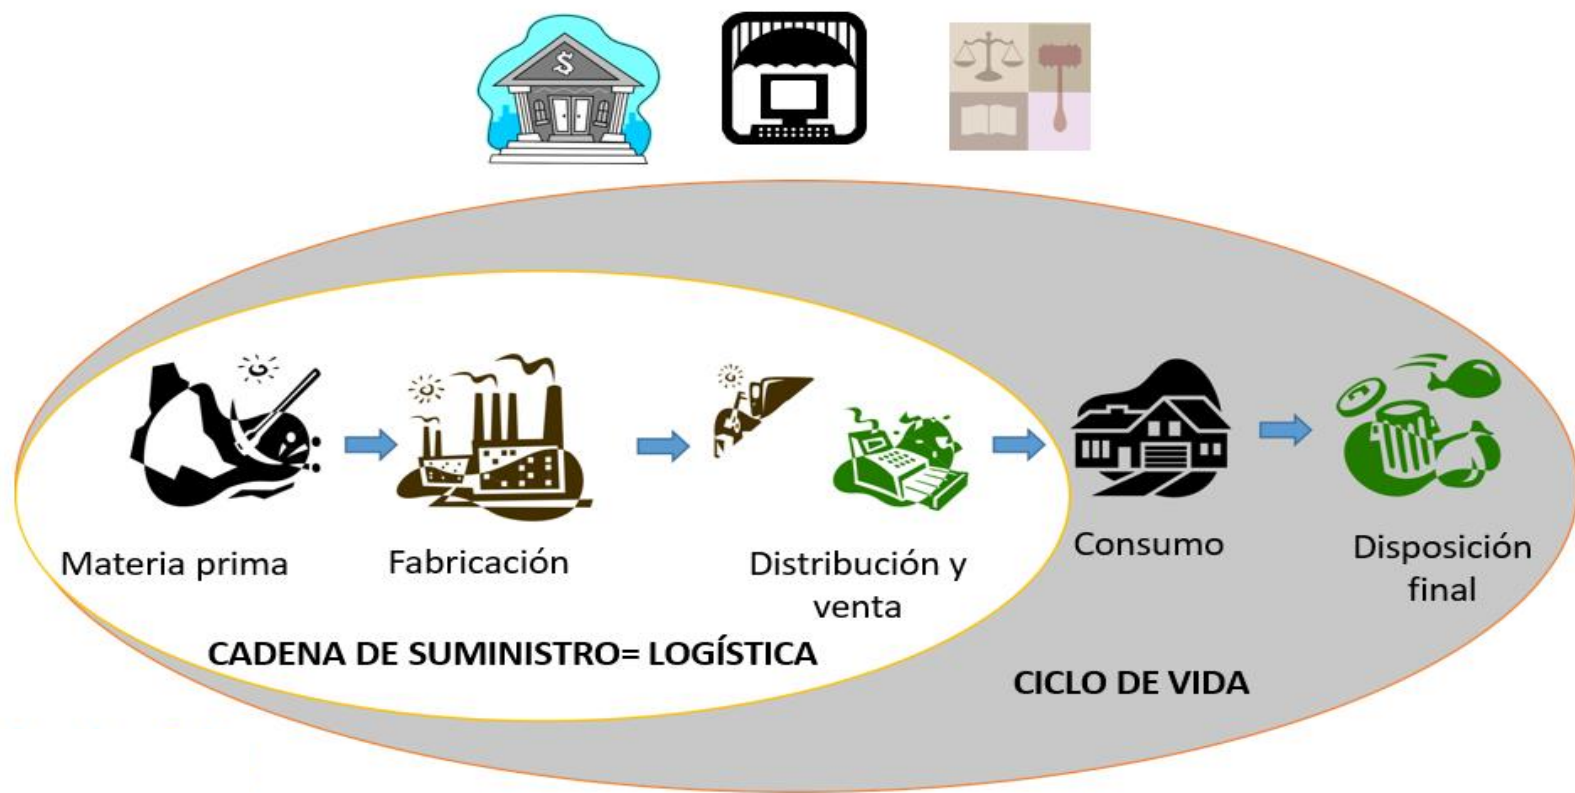 $
Materia prima
Fabricación
Distribución y
venta
Consumo
Disposición
final
CADENA DE SUMINISTRO= LOGÍSTICA
CICLO DE VIDA